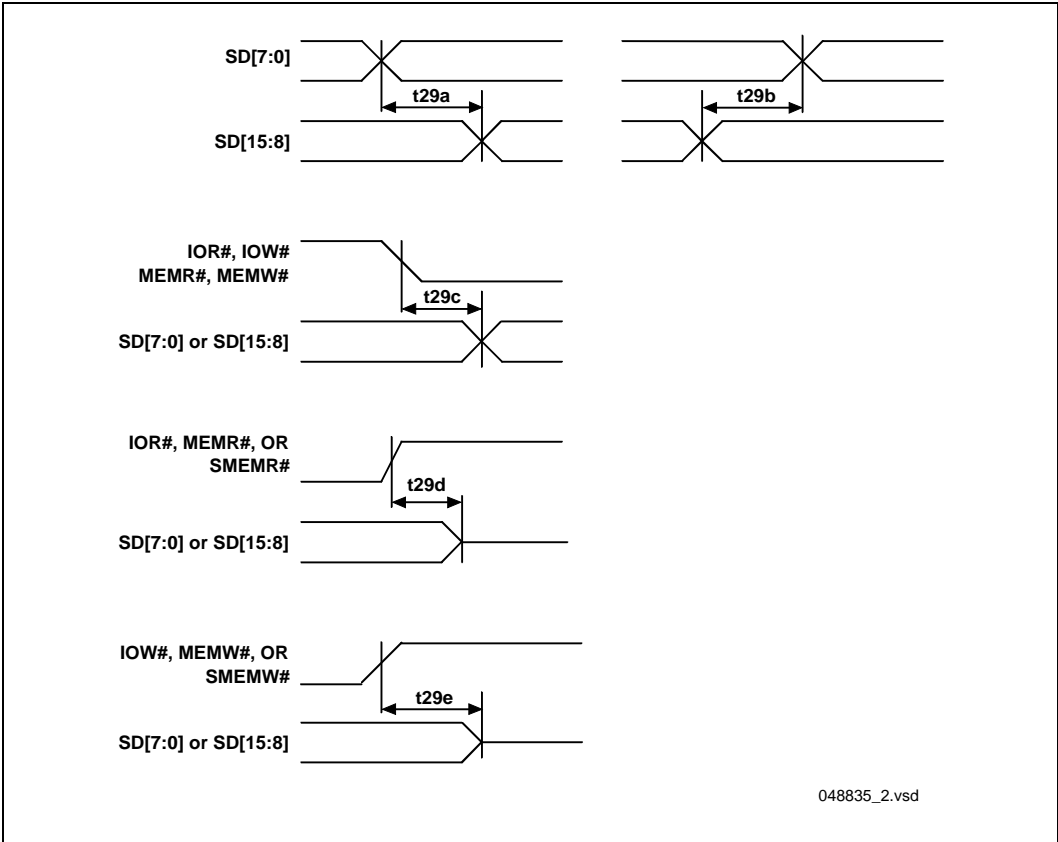 SD[7:0]
t29a
t29b
SD[15:8]
IOR#, IOW#
MEMR#, MEMW#
t29c
SD[7:0] or SD[15:8]
IOR#, MEMR#, OR
SMEMR#
t29d
SD[7:0] or SD[15:8]
IOW#, MEMW#, OR
SMEMW#
t29e
SD[7:0] or SD[15:8]
048835_2.vsd